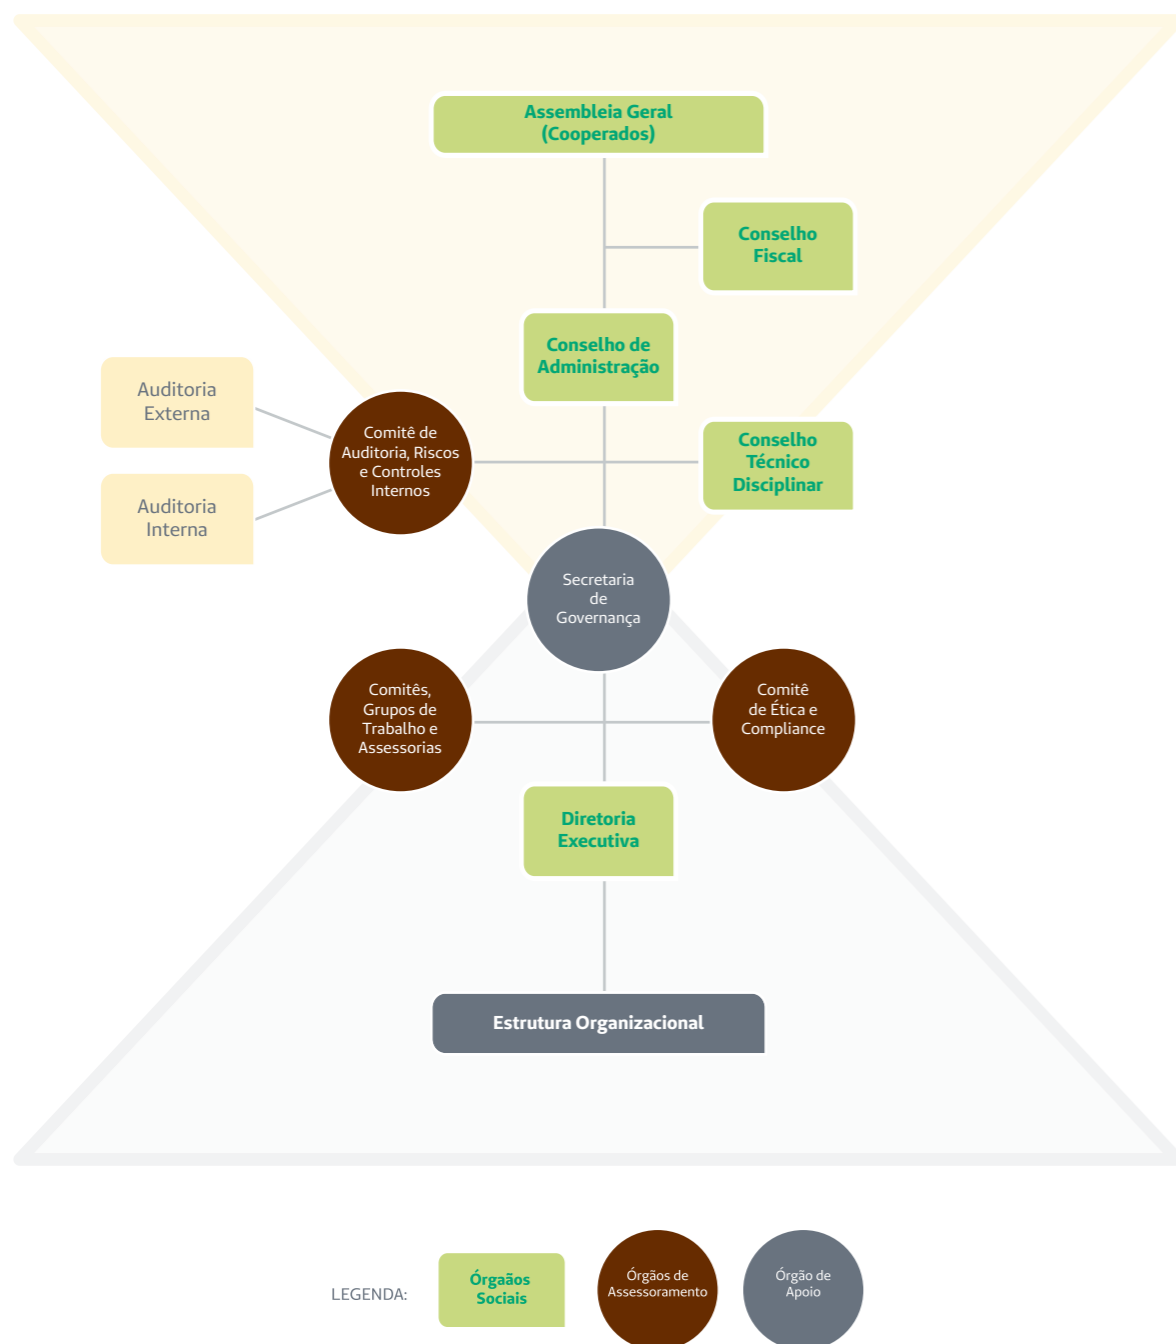 Assembleia Geral
(Cooperados)
Conselho
Fiscal
Conselho de
Administração
Auditoria
Externa
Comitê de
Auditoria, Riscos
e Controles
Internos
Conselho
Técnico
Disciplinar
Auditoria
Interna
Secretaria
de
Governança
Comitês,
Grupos de
Trabalho e
Assessorias
Comitê
de Ética e
Compliance
Diretoria
Executiva
Estrutura Organizacional
LEGENDA:
Órgaãos
Sociais
Órgãos de
Assessoramento
Órgão de
Apoio